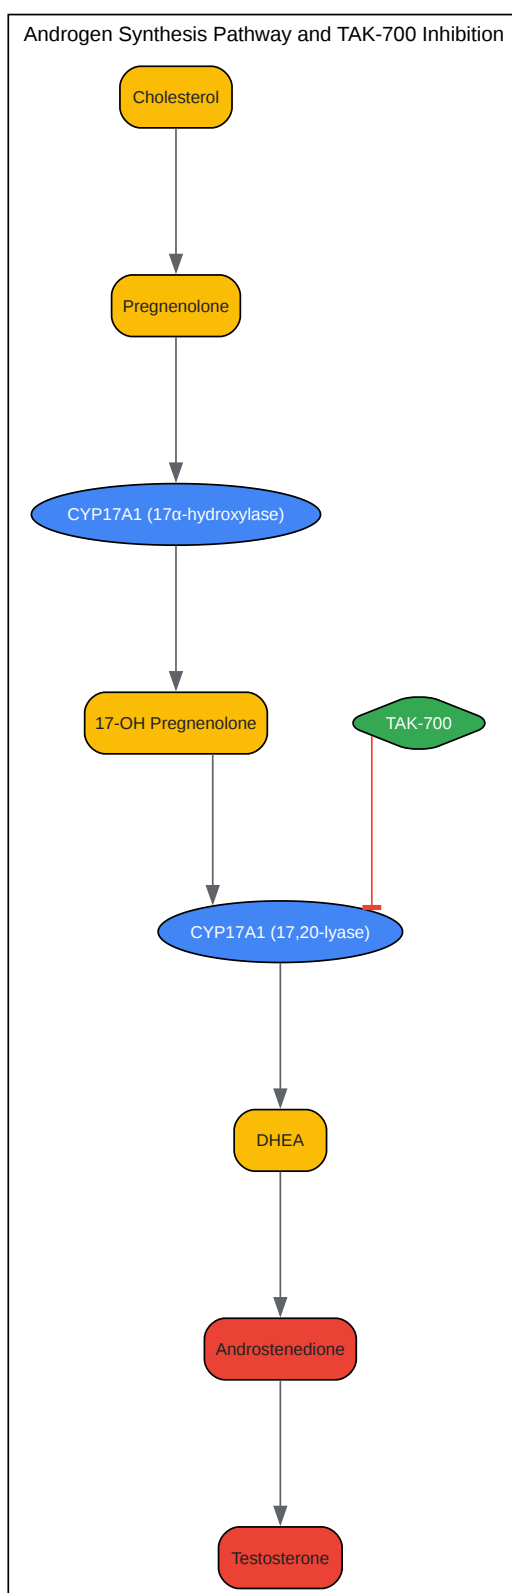 Androgen Synthesis Pathway and TAK-700 Inhibition
Cholesterol
Pregnenolone
CYP17A1 (17α-hydroxylase)
17-OH Pregnenolone
TAK-700
CYP17A1 (17,20-lyase)
DHEA
Androstenedione
Testosterone